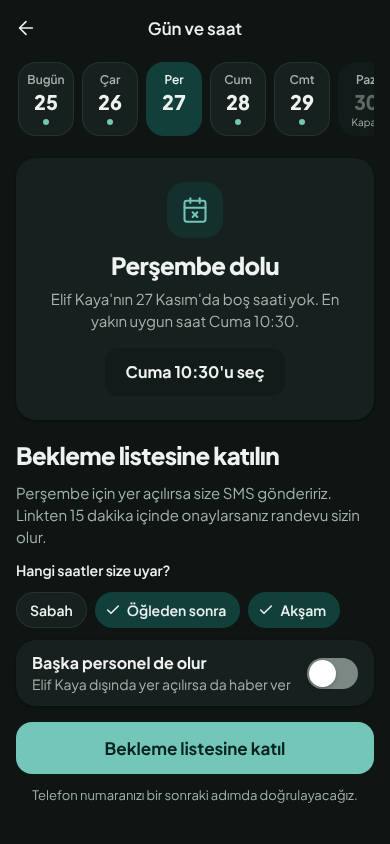 Gün ve saat
Bugün
25
Çar
26
Per
27
Cum
28
Cmt
29
Paz
30
Perşembe dolu
Elif Kaya'nın 27 Kasım'da boş saati yok. En
yakın uygun saat Cuma 10:30.
Cuma 10:30'u seç
Bekleme listesine katılın
Perşembe için yer açılırsa size SMS göndeririz.
Linkten 15 dakika içinde onaylarsanız randevu sizin
olur.
Hangi saatler size uyar?
Sabah
Öğleden sonra
Akşam
Başka personel de olur
Elif Kaya dışında yer açılırsa da haber ver
Bekleme listesine katıl
Telefon numaranızı bir sonraki adımda doğrulayacağız.